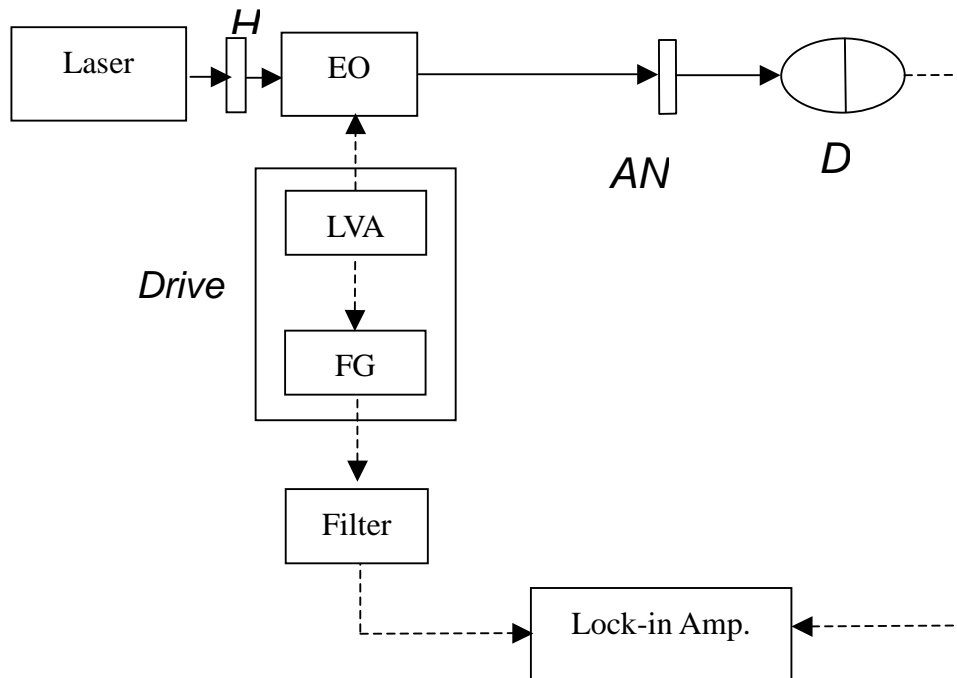 H
Laser
EO
AN
D
LVA
Drive
FG
Filter
Lock-in Amp.